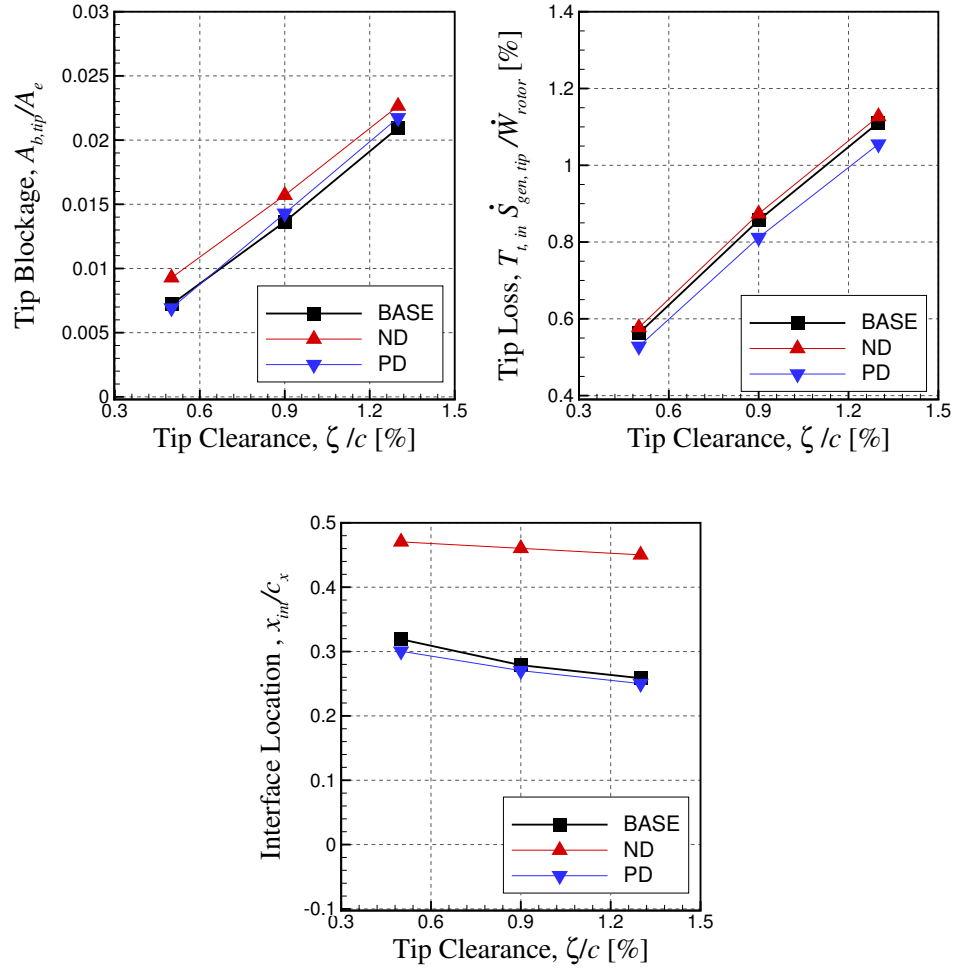 Tip Blockage, A_{b,tip}/A_e
0.03
0.025
0.02
0.015
0.01
0.005
0
0.3 0.6 0.9 1.2 1.5
Tip Clearance, ζ /c [%]
BASE
ND
PD
Tip Loss, T_{t, in} Ṡ_{gen, tip} /Ẇ_{rotor} [%]
1.4
1.2
1
0.8
0.6
0.4
0.3 0.6 0.9 1.2 1.5
Tip Clearance, ζ /c [%]
BASE
ND
PD
Interface Location , x_{int}/c_x
0.5
0.4
0.3
0.2
0.1
0
-0.1
0.3 0.6 0.9 1.2 1.5
Tip Clearance, ζ/c [%]
BASE
ND
PD